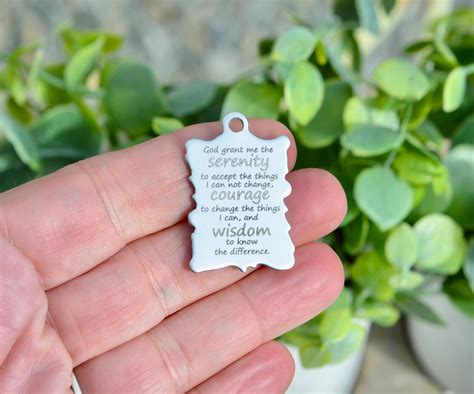 God grant me the
serenity
to accept the things
I can not change,
courage
to change the things
I can, and
wisdom
to know
the difference.